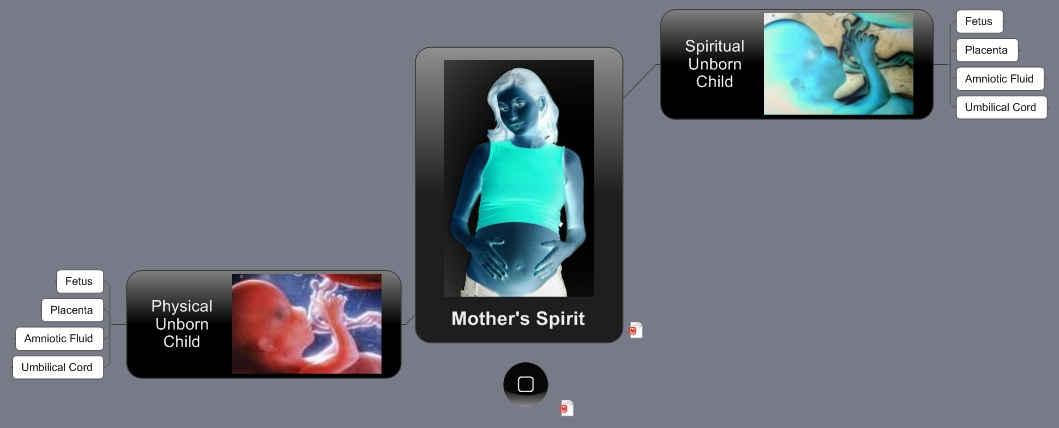 Spiritual
Unborn
Child
Fetus
Placenta
Amniotic Fluid
Umbilical Cord
Mother's Spirit
Physical
Unborn
Child
Fetus
Placenta
Amniotic Fluid
Umbilical Cord